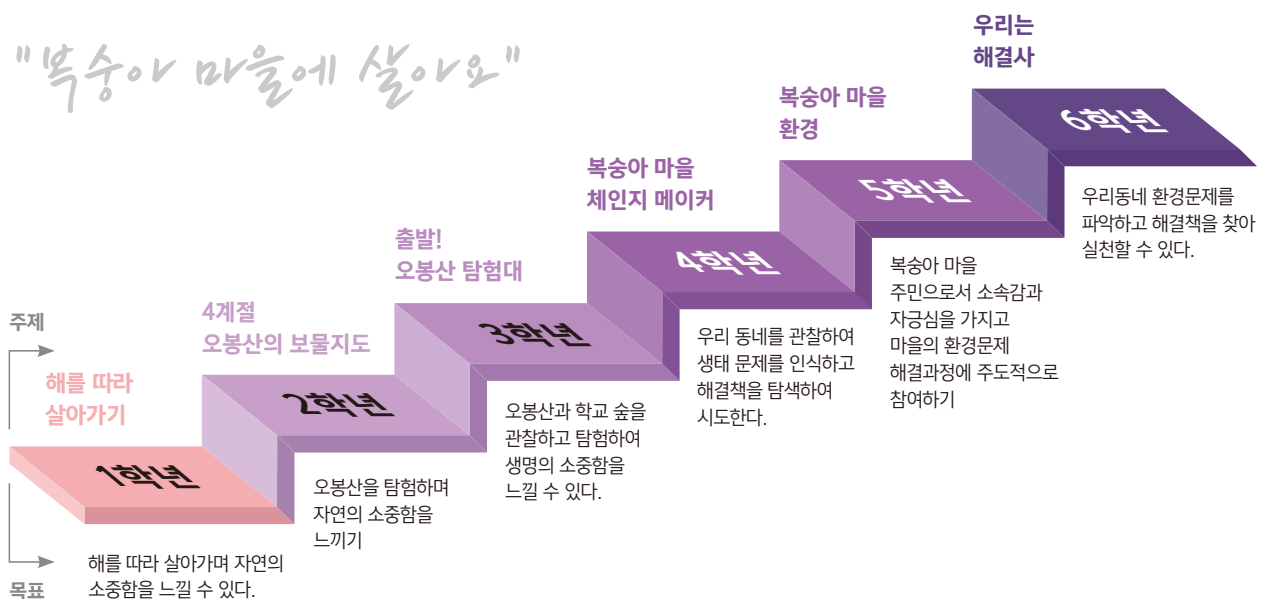 "복숭아 마을에 살아요"
주제
해를 따라
살아가기
1학년
목표
해를 따라 살아가며 자연의
소중함을 느낄 수 있다.
4계절
오봉산의 보물지도
2학년
오봉산을 탐험하며
자연의 소중함을
느끼기
출발!
오봉산 탐험대
3학년
오봉산과 학교 숲을
관찰하고 탐험하여
생명의 소중함을
느낄 수 있다.
복숭아 마을
체인지 메이커
4학년
우리 동네를 관찰하여
생태 문제를 인식하고
해결책을 탐색하여
시도한다.
복숭아 마을
환경
5학년
복숭아 마을
주민으로서 소속감과
자긍심을 가지고
마을의 환경문제
해결과정에 주도적으로
참여하기
우리는
해결사
6학년
우리동네 환경문제를
파악하고 해결책을 찾아
실천할 수 있다.